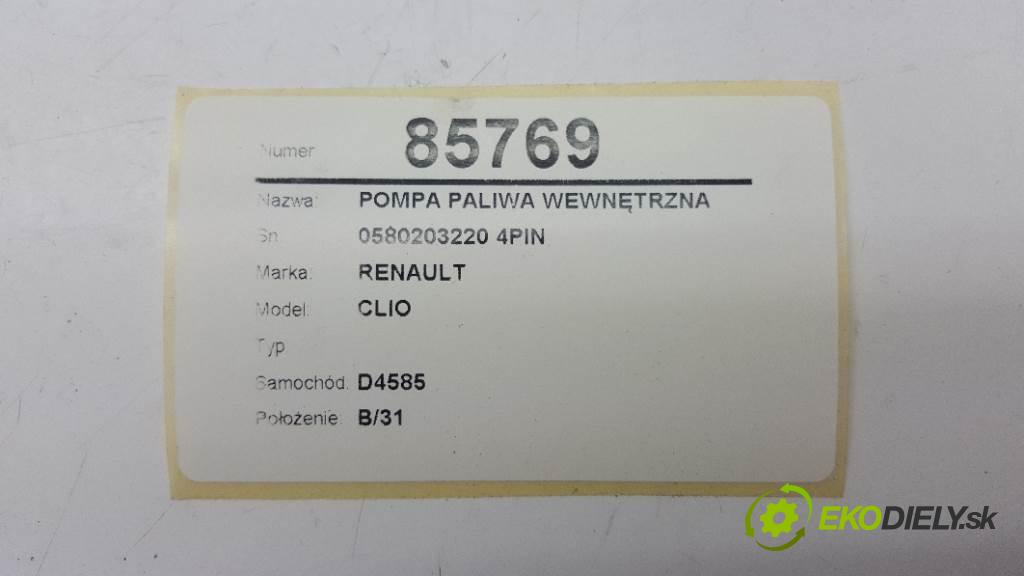 Numer 85769
Nazwa: POMPA PALIWA WEWNĘTRZNA
Sn: 0580203220 4PIN
Marka: RENAULT
Model: CLIO
Typ
Samochód: D4585
Położenie: B/31
EKODIELY.sk